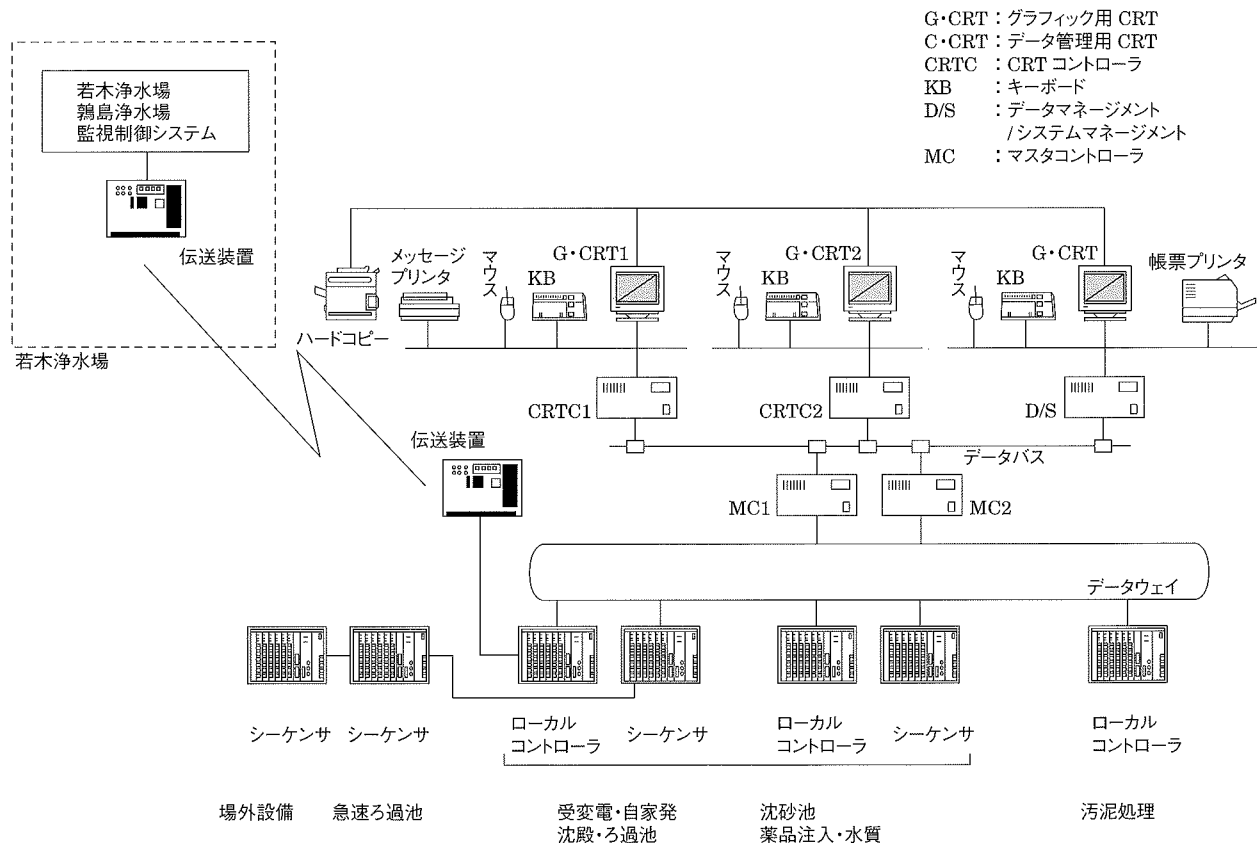 G・CRT：グラフィック用 CRT
C・CRT：データ管理用 CRT
CRTC：CRT コントローラ
KB：キーボード
D/S：データマネージメント
/システムマネージメント
MC：マスタコントローラ
若木浄水場
鶉島浄水場
監視制御システム
伝送装置
若木浄水場
ハードコピー
メッセージ
プリンタ
マウス
KB
G・CRT1
マウス
KB
G・CRT2
マウス
KB
G・CRT
帳票プリンタ
CRTC1
CRTC2
D/S
伝送装置
データバス
MC1
MC2
データウェイ
シーケンサ
シーケンサ
ローカル
コントローラ
シーケンサ
ローカル
コントローラ
シーケンサ
ローカル
コントローラ
場外設備
急速ろ過池
受変電・自家発
沈殿・ろ過池
沈砂池
薬品注入・水質
汚泥処理